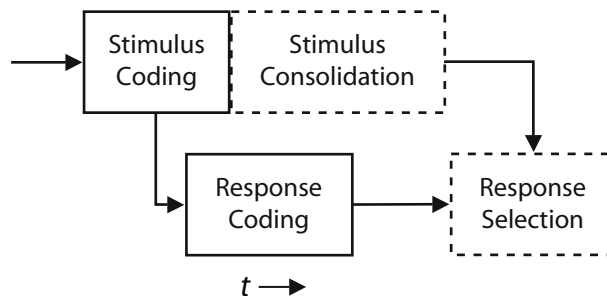 Stimulus
Coding
Stimulus
Consolidation
Response
Coding
Response
Selection
t